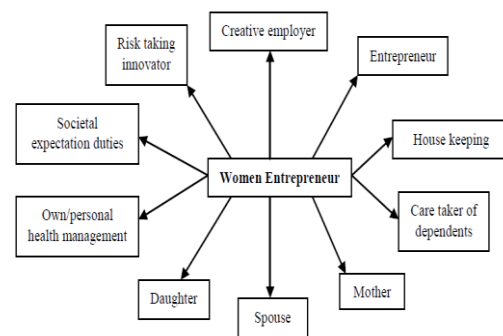 Creative employer
Risk taking
innovator
Entrepreneur
Societal
expectation duties
House keeping
Women Entrepreneur
Own/personal
health management
Care taker of
dependents
Daughter
Mother
Spouse